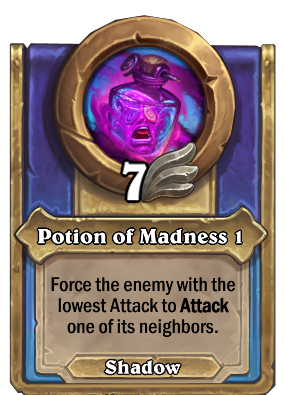 7
Potion of Madness 1
Force the enemy with the
lowest Attack to Attack
one of its neighbors.
Shadow